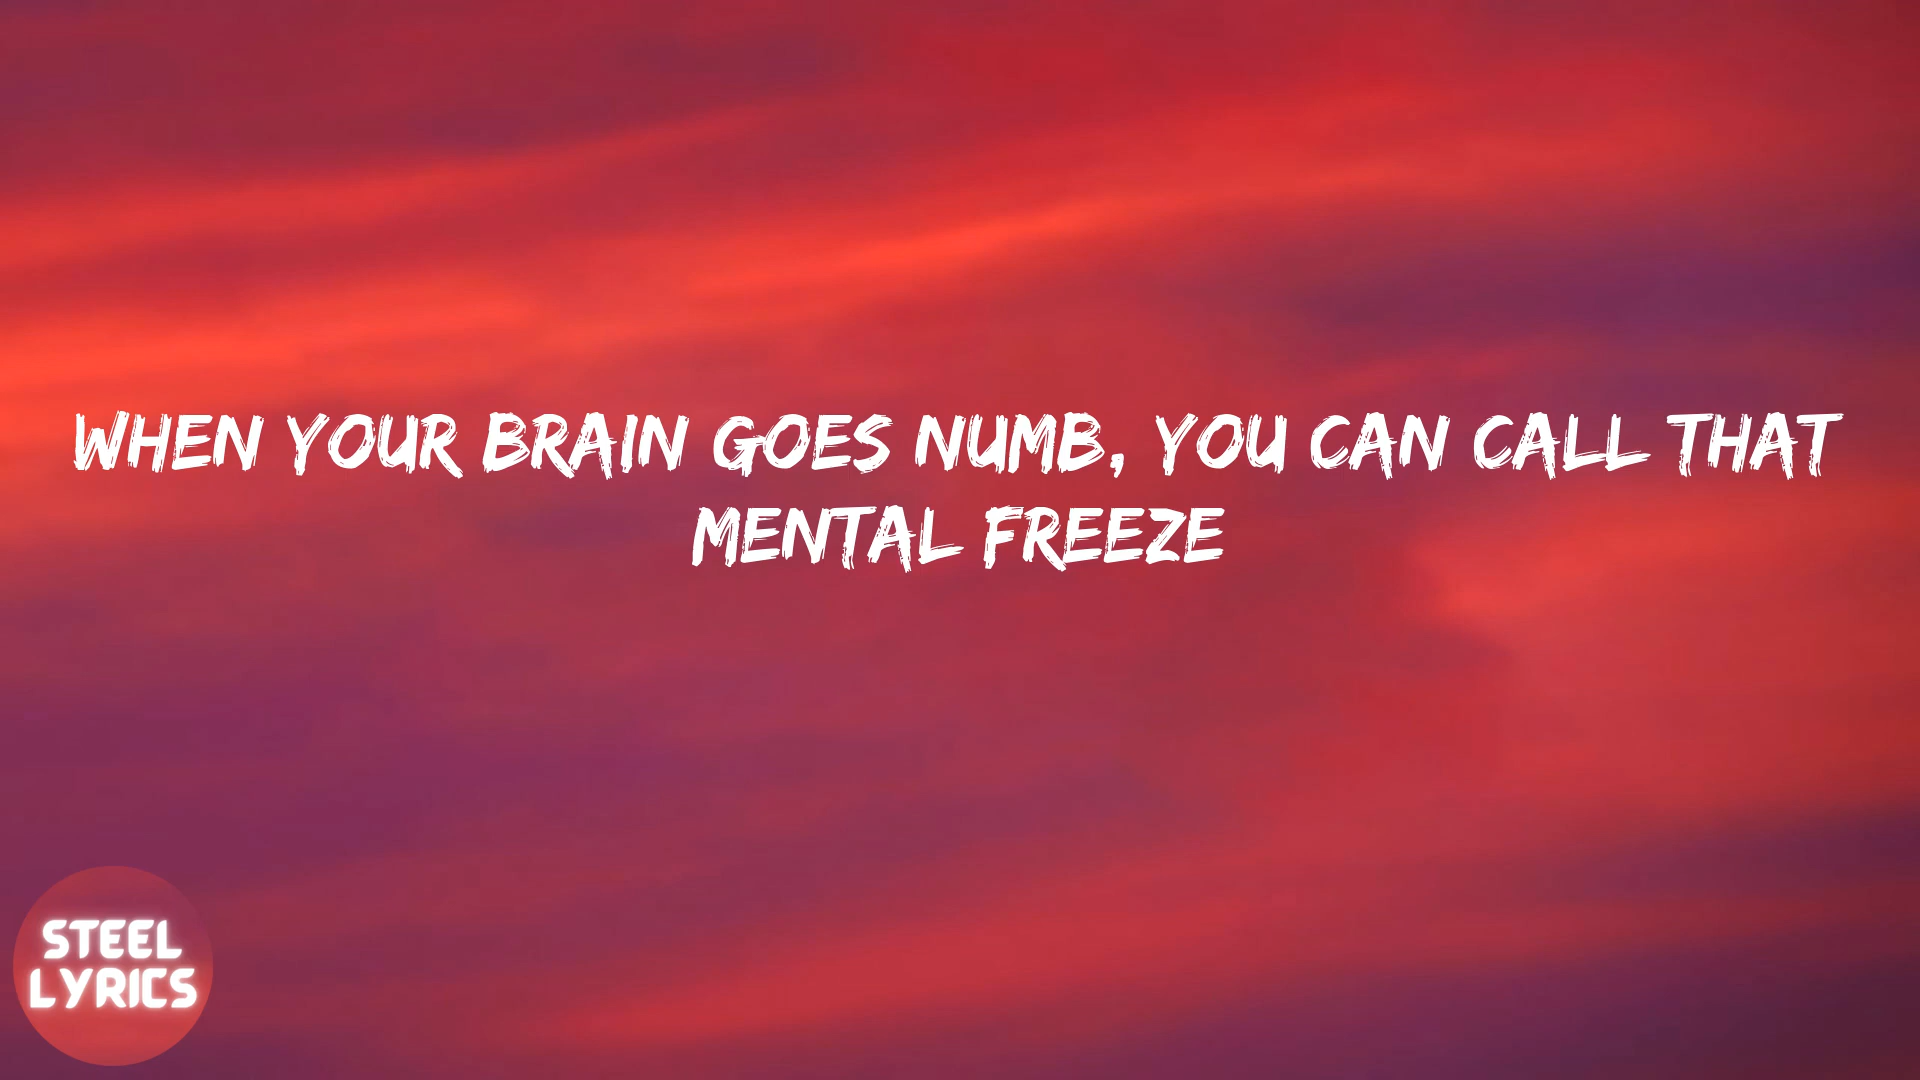 WHEN YOUR BRAIN GOES NUMB, YOU CAN CALL THAT
MENTAL FREEZE
STEEL
LYRICS